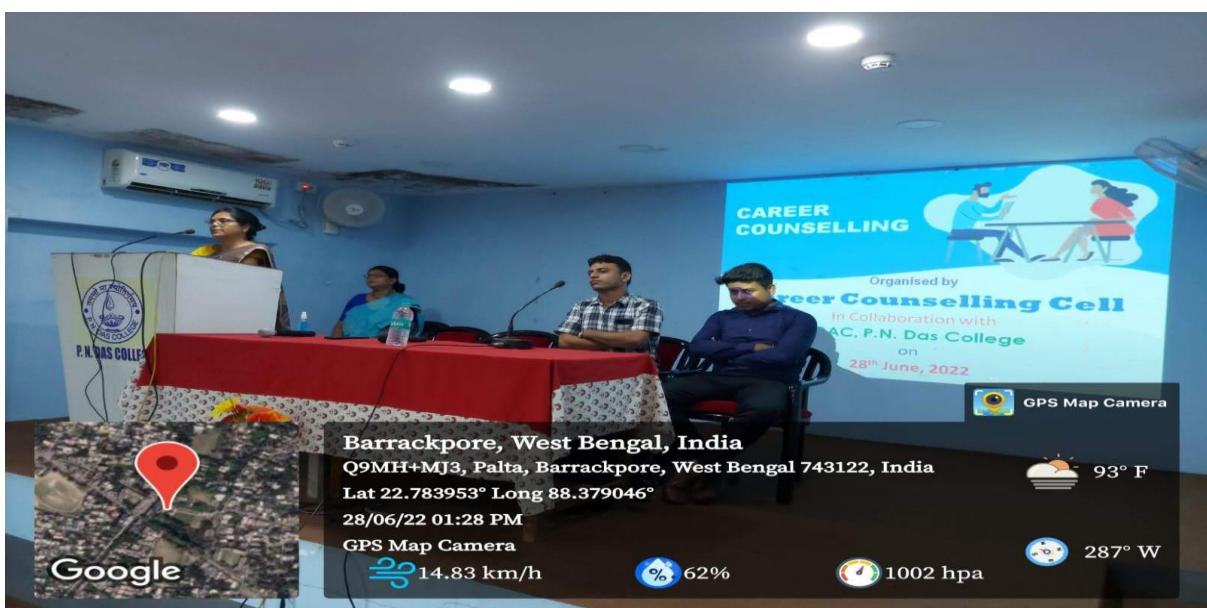 CAREER
COUNSELLING
Organised by
reer Counselling Cell
In Collaboration with
AC, P.N. Das College
on
28th June, 2022
P. N. DAS COLLEGE
P.N. DAS COLLE
GPS Map Camera
Barrackpore, West Bengal, India
Q9MH+MJ3, Palta, Barrackpore, West Bengal 743122, India
Lat 22.783953° Long 88.379046°
28/06/22 01:28 PM
GPS Map Camera
93° F
14.83 km/h
62%
1002 hpa
287° W
Google